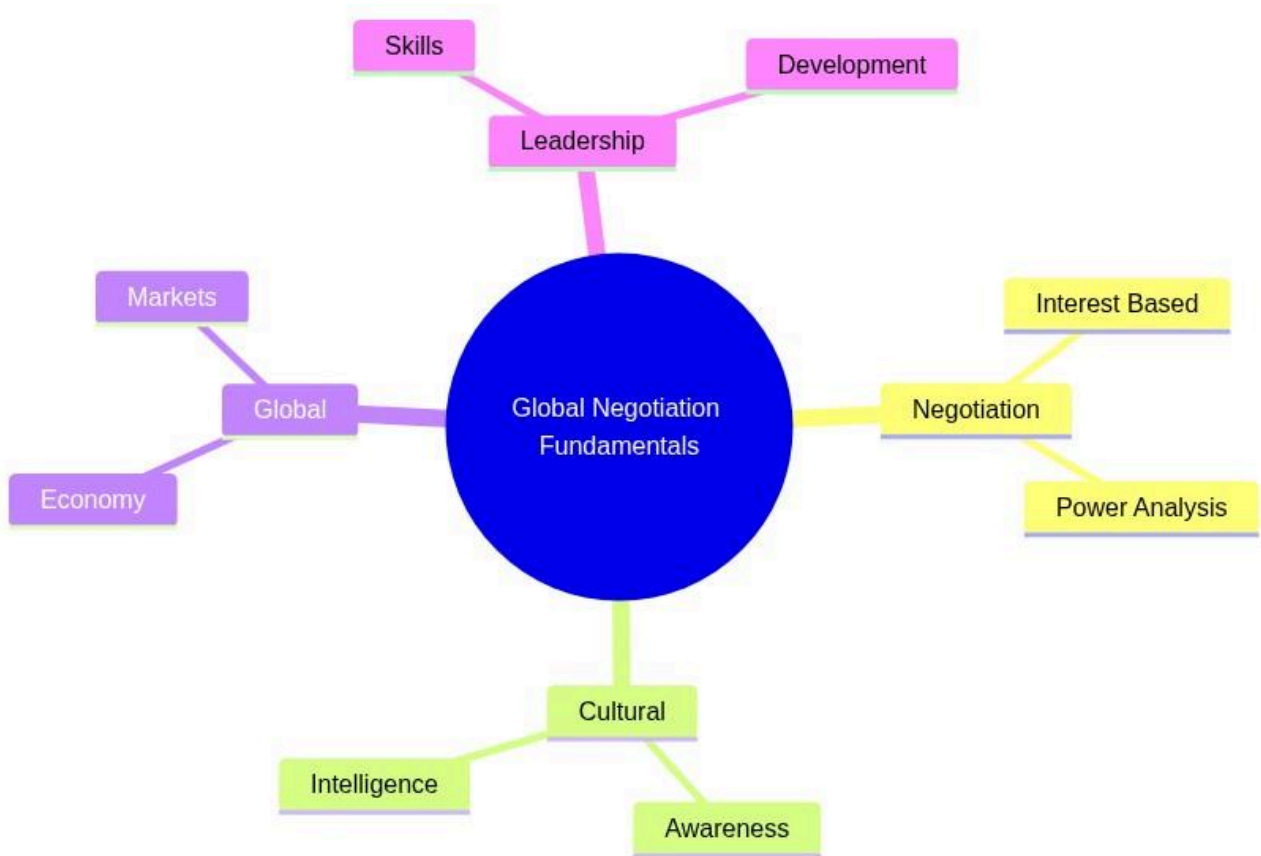 Skills
Development
Leadership
Markets
Interest Based
Global
Negotiation
Global Negotiation
Fundamentals
Economy
Power Analysis
Cultural
Intelligence
Awareness